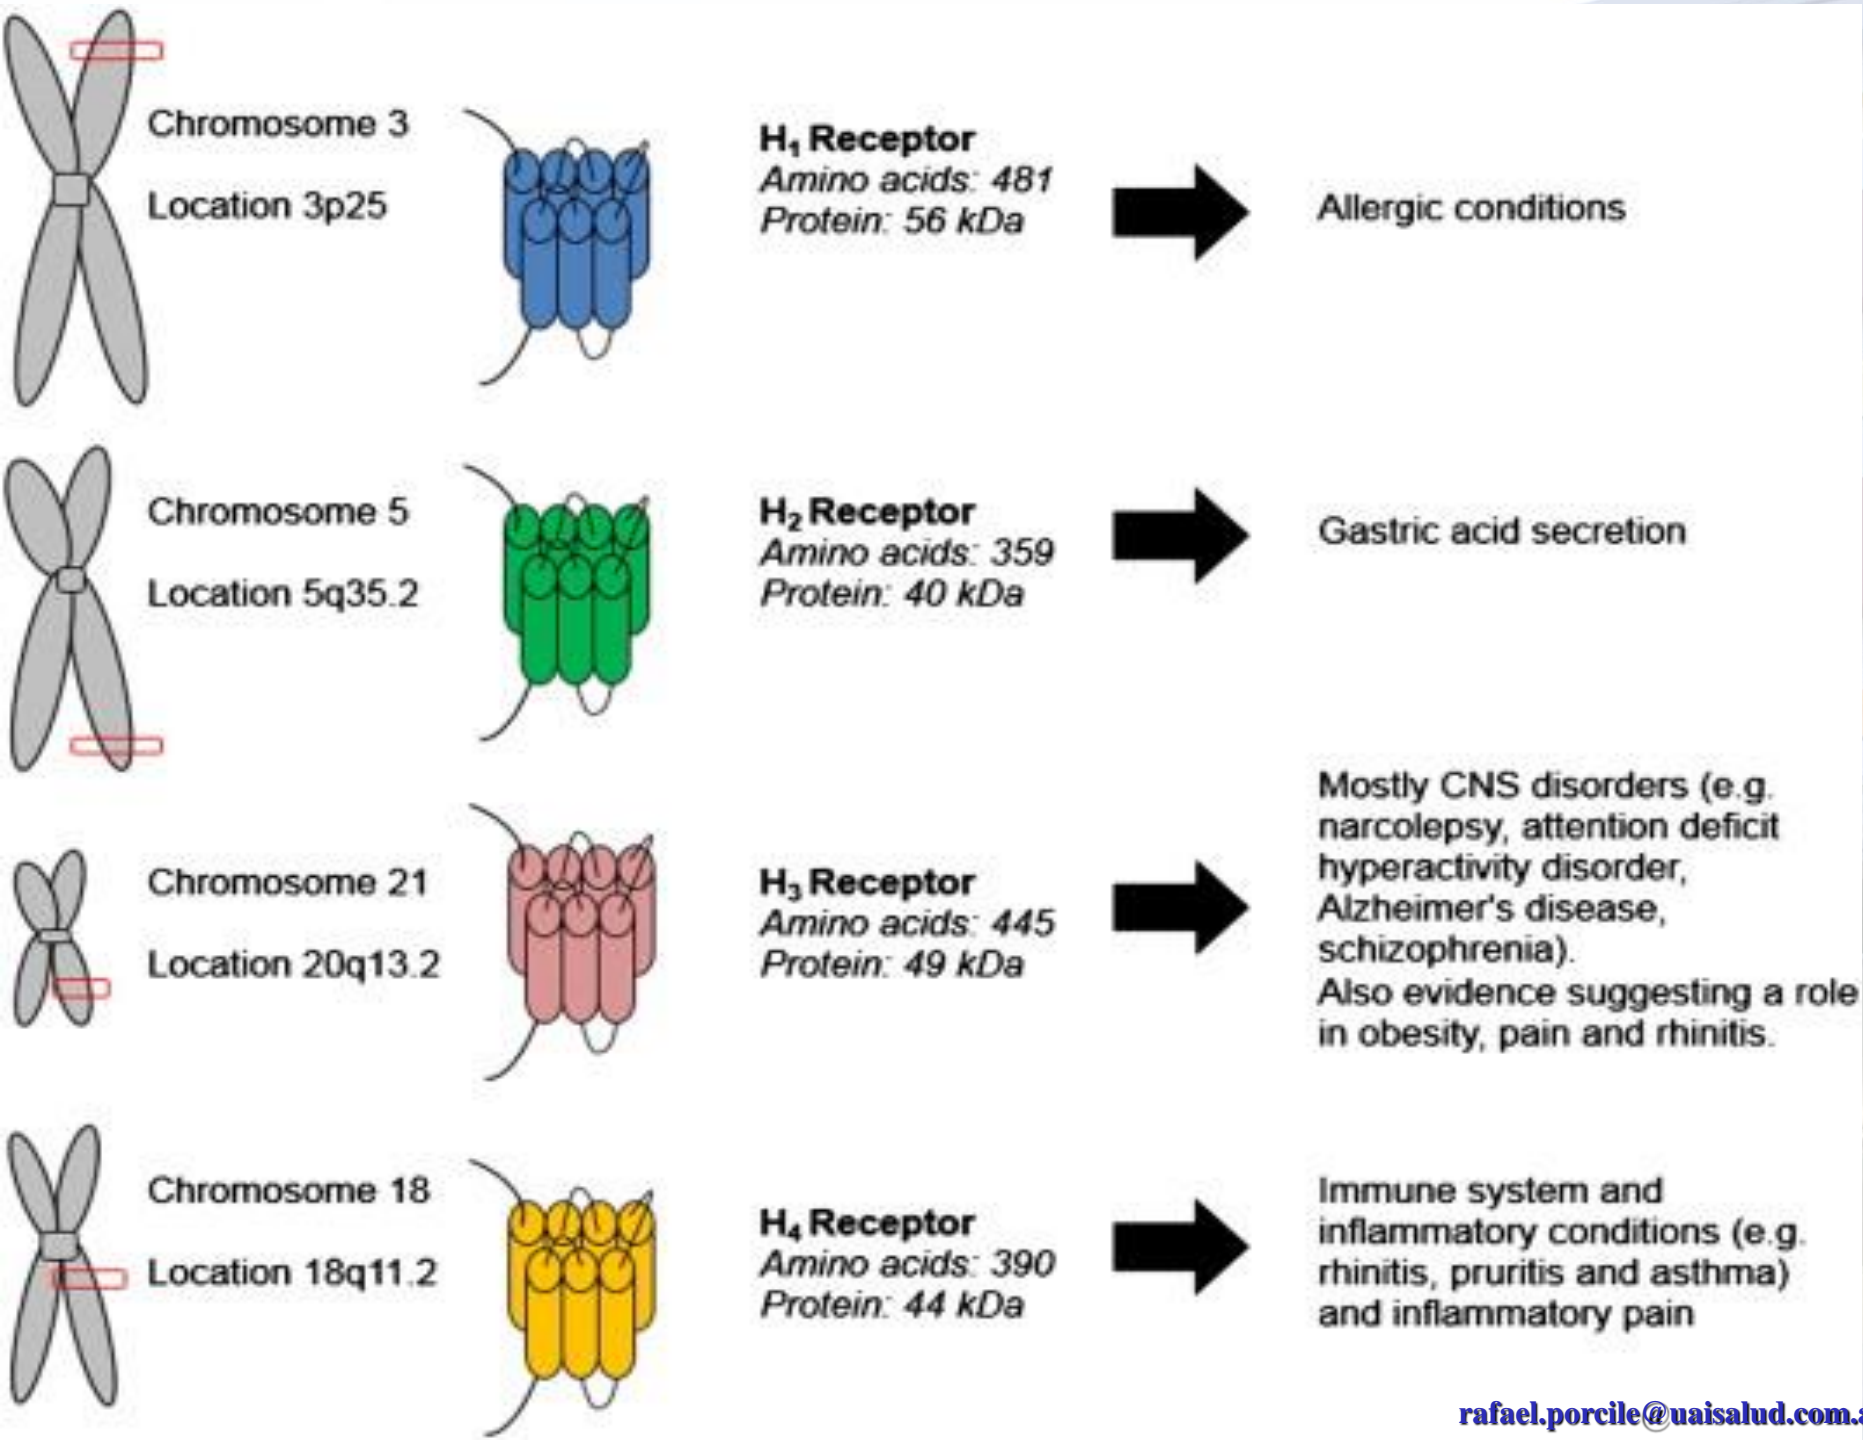 Chromosome 3
Location 3p25
H₁ Receptor
Amino acids: 481
Protein: 56 kDa
Allergic conditions
Chromosome 5
Location 5q35.2
H₂ Receptor
Amino acids: 359
Protein: 40 kDa
Gastric acid secretion
Chromosome 21
Location 20q13.2
H₃ Receptor
Amino acids: 445
Protein: 49 kDa
Mostly CNS disorders (e.g.
narcolepsy, attention deficit
hyperactivity disorder,
Alzheimer's disease,
schizophrenia).
Also evidence suggesting a role
in obesity, pain and rhinitis.
Chromosome 18
Location 18q11.2
H₄ Receptor
Amino acids: 390
Protein: 44 kDa
Immune system and
inflammatory conditions (e.g.
rhinitis, pruritis and asthma)
and inflammatory pain
rafael.porcile@uaisalud.com.a